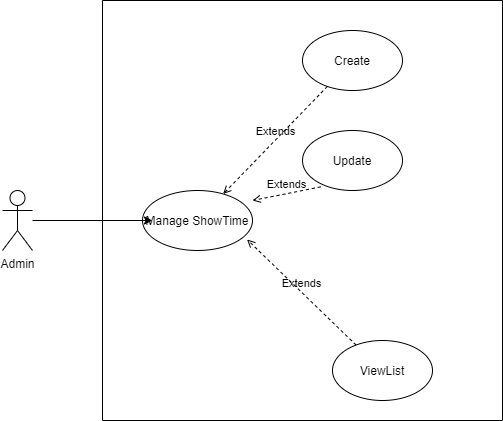 Create
Extends
Update
Extends
Manage ShowTime
Admin
Extends
ViewList